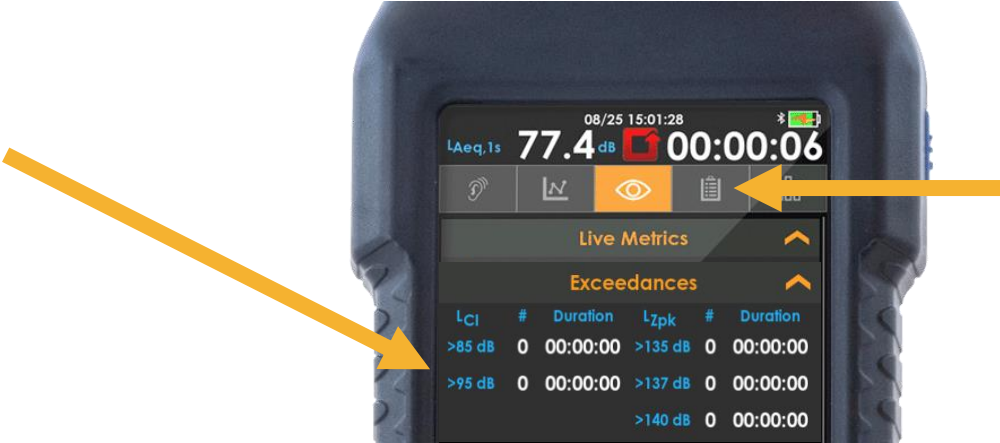 08/25 15:01:28
LAeq,1s 77.4 dB 00:00:06
Live Metrics
Exceedances
LCI # Duration LZpk # Duration
>85 dB 0 00:00:00 >135 dB 0 00:00:00
>95 dB 0 00:00:00 >137 dB 0 00:00:00
>140 dB 0 00:00:00